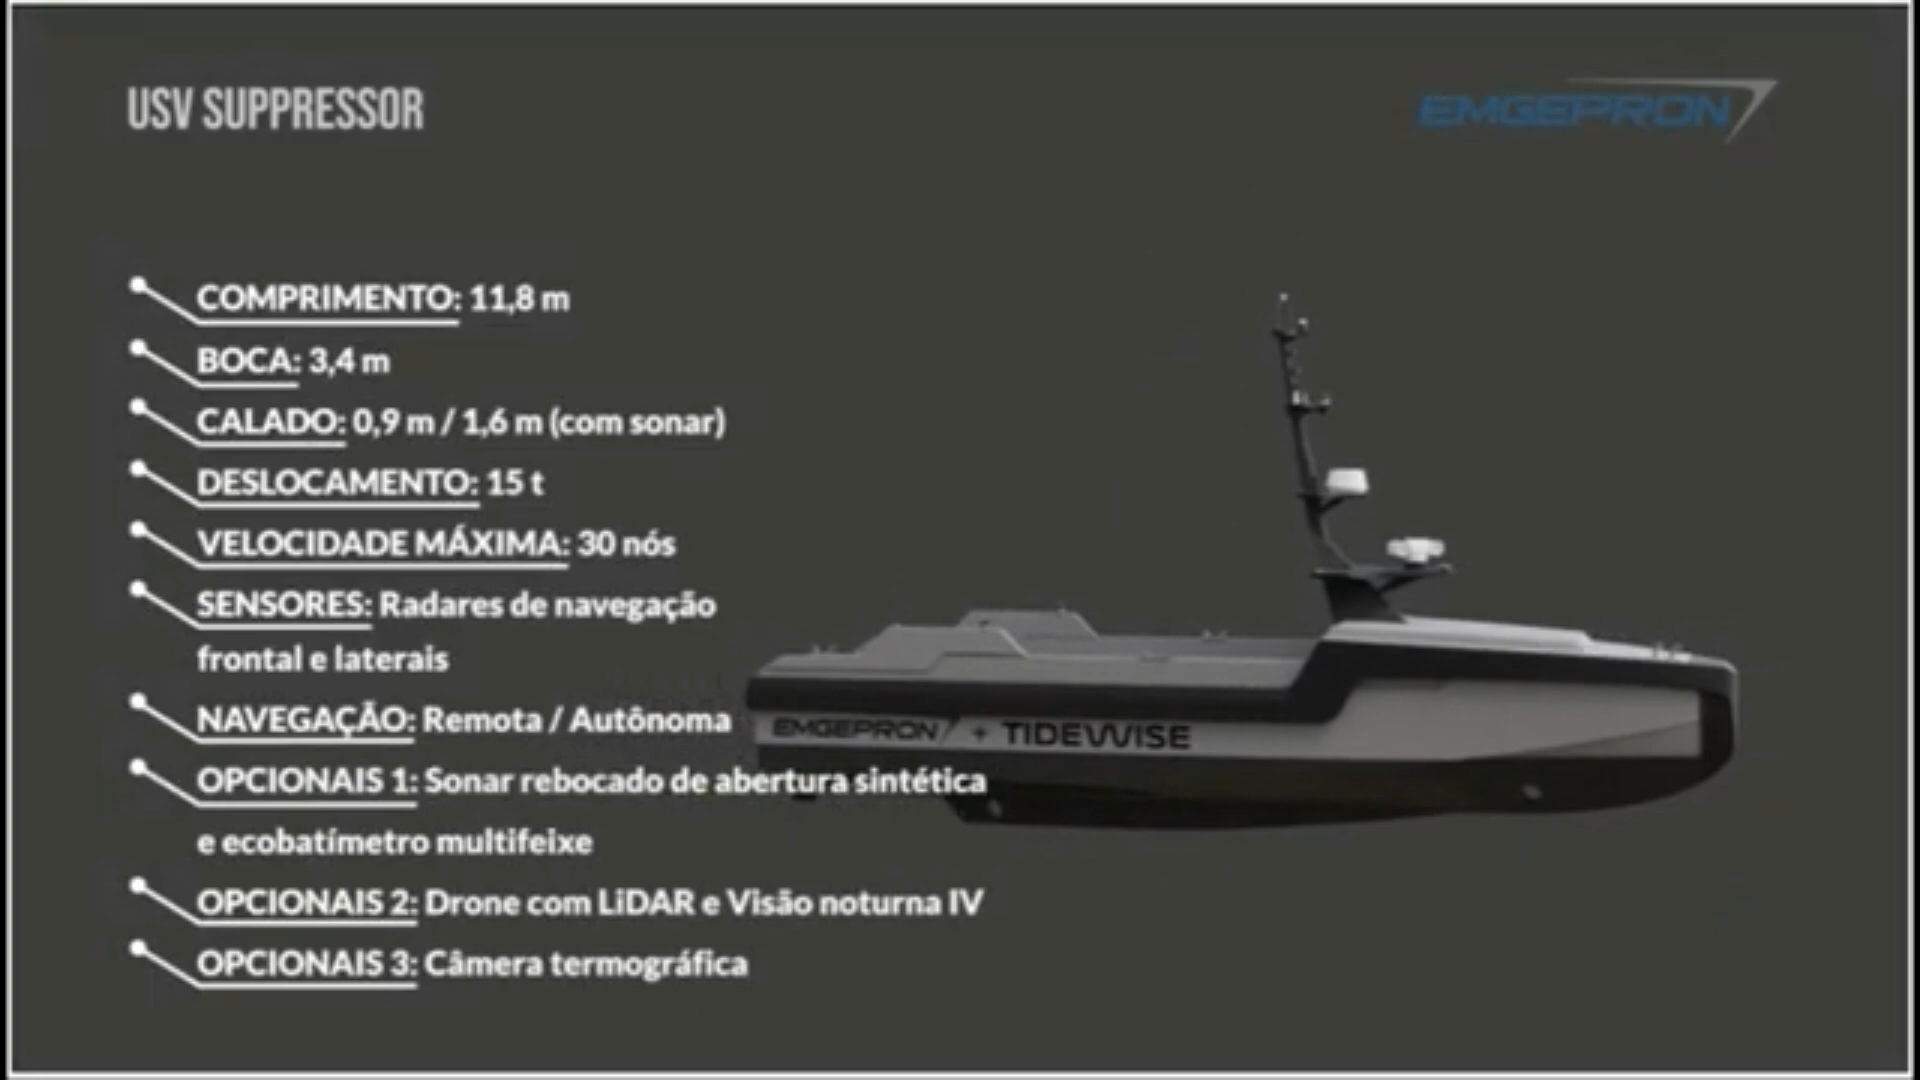 USV SUPPRESSOR
EMGEPRON
COMPRIMENTO: 11,8 m
BOCA: 3,4 m
CALADO: 0,9 m / 1,6 m (com sonar)
DESLOCAMENTO: 15 t
VELOCIDADE MÁXIMA: 30 nós
SENSORES: Radares de navegação
frontal e laterais
NAVEGAÇÃO: Remota / Autônoma
EMGEPRON + TIDEWISE
OPCIONAIS 1: Sonar rebocado de abertura sintética
e ecobatímetro multifeixe
OPCIONAIS 2: Drone com LiDAR e Visão noturna IV
OPCIONAIS 3: Câmera termográfica